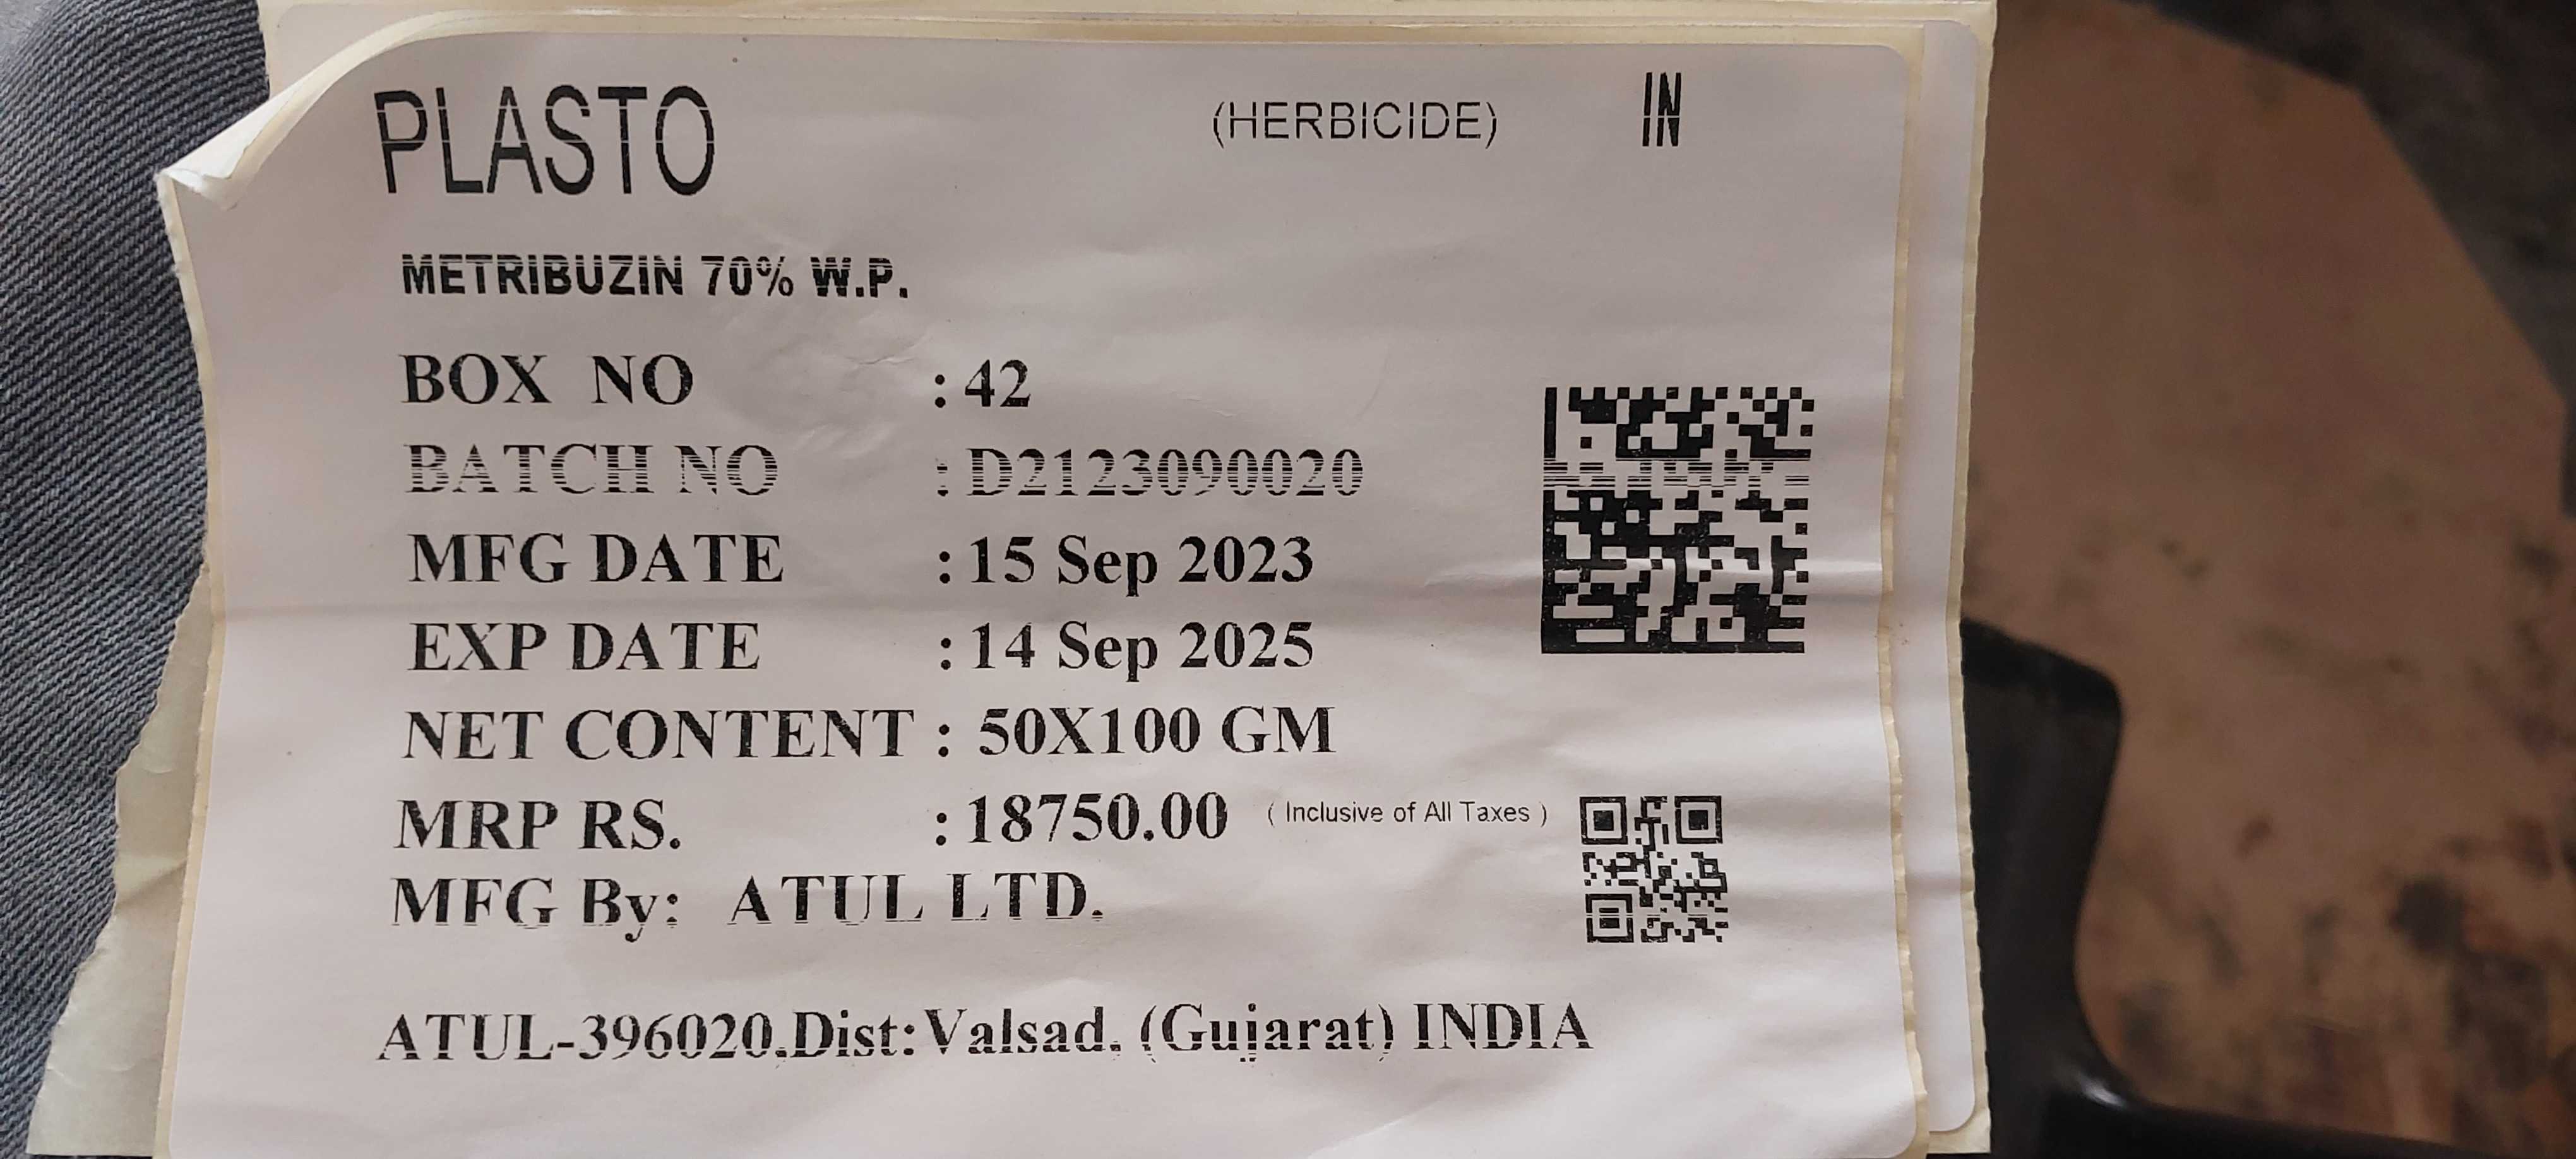 PLASTO (HERBICIDE) IN
METRIBUZIN 70% W.P.
BOX NO : 42
BATCH NO : D2123090020
MFG DATE : 15 Sep 2023
EXP DATE : 14 Sep 2025
NET CONTENT : 50X100 GM
MRP RS. : 18750.00 ( Inclusive of All Taxes )
MFG By: ATUL LTD.
ATUL-396020.Dist:Valsad. (Gujarat) INDIA